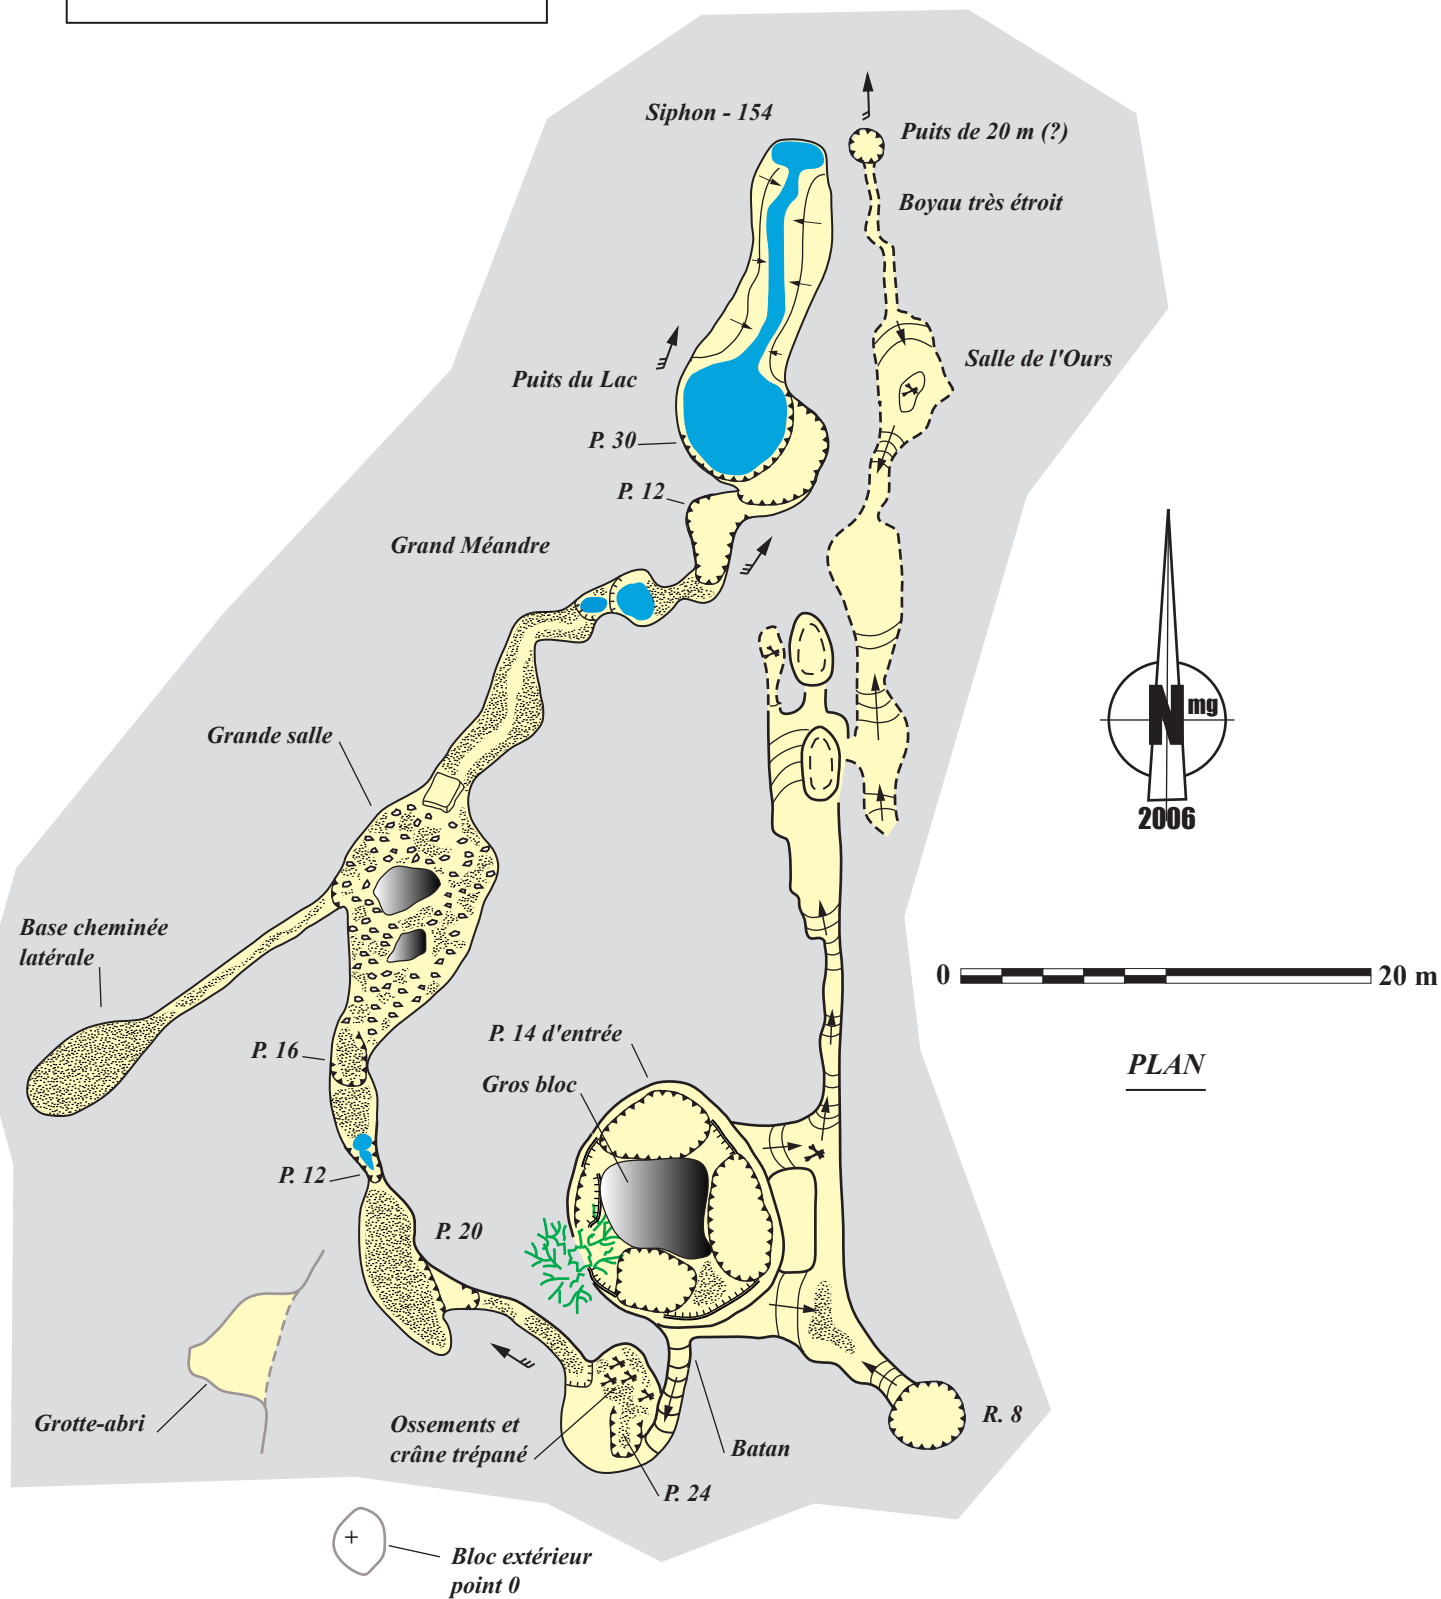 Siphon - 154
Puits de 20 m (?)
Boyau très étroit
Salle de l'Ours
Puits du Lac
P. 30
P. 12
Grand Méandre
Grande salle
N mg
2006
Base cheminée
latérale
0 20 m
P. 16
P. 14 d'entrée
Gros bloc
PLAN
P. 12
P. 20
Grotte-abri
Ossements et
crâne trépané
Batan
R. 8
P. 24
Bloc extérieur
point 0